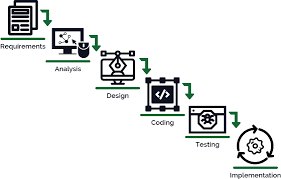 Requirements
Analysis
Design
Coding
Testing
Implementation